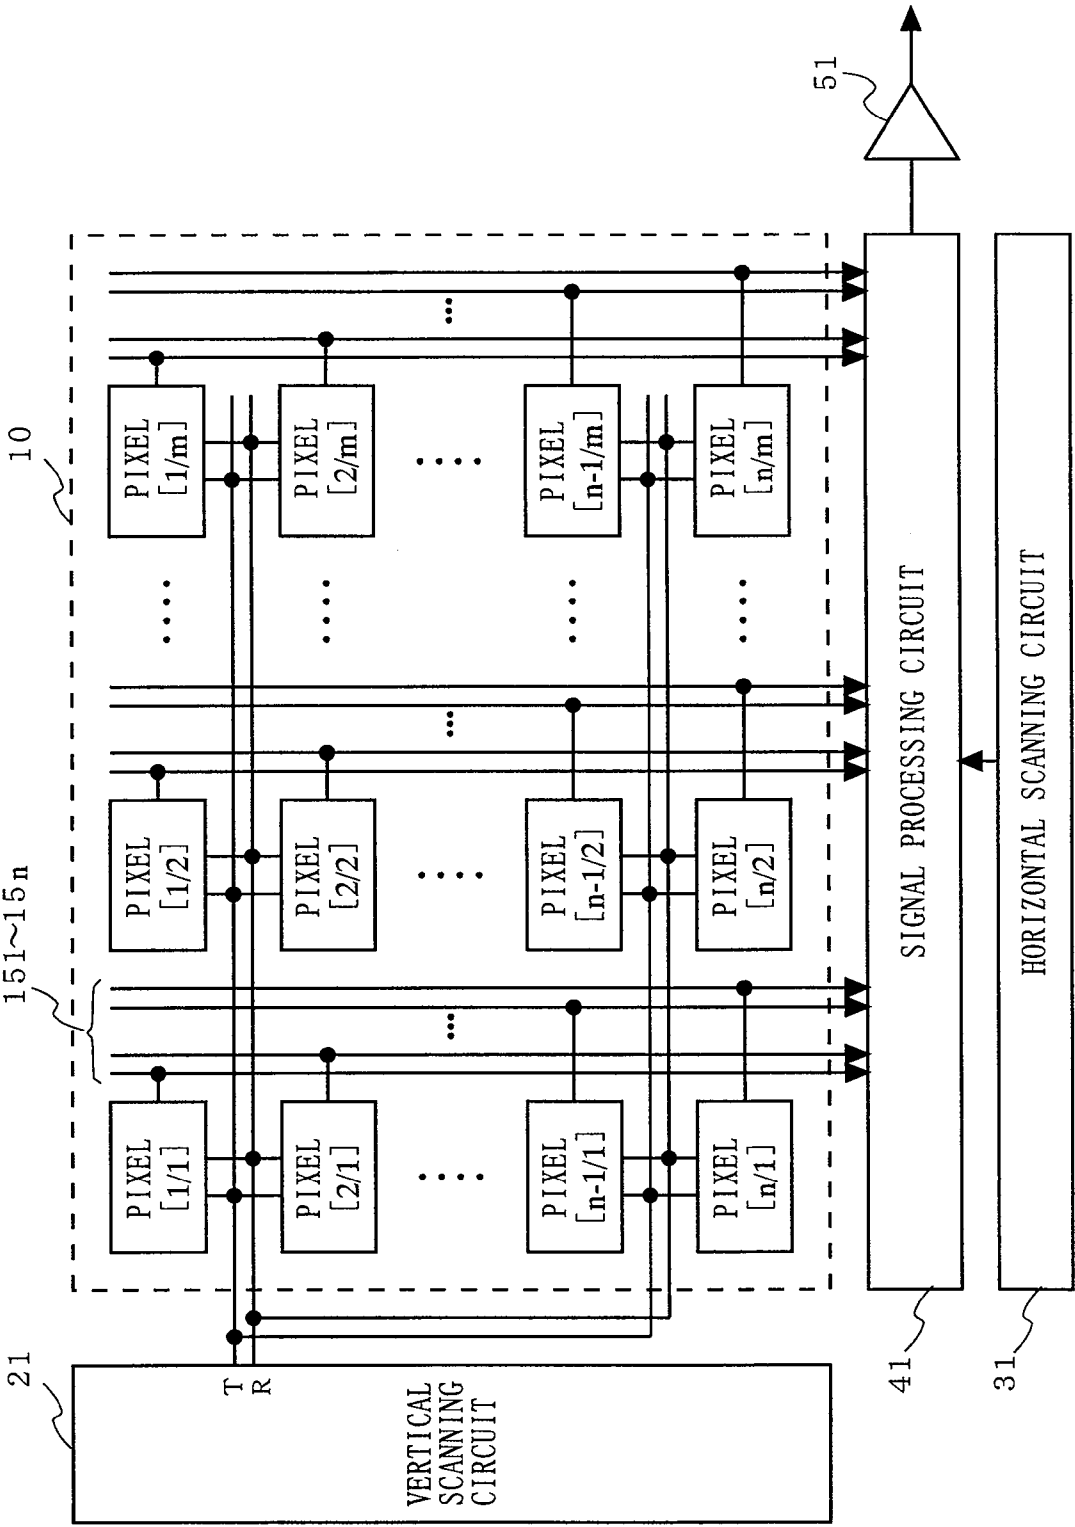 10
151~15n
51
21
T
R
VERTICAL
SCANNING
CIRCUIT
PIXEL
[1/1]
PIXEL
[1/2]
PIXEL
[1/m]
PIXEL
[2/1]
PIXEL
[2/2]
PIXEL
[2/m]
PIXEL
[n-1/1]
PIXEL
[n-1/2]
PIXEL
[n-1/m]
PIXEL
[n/1]
PIXEL
[n/2]
PIXEL
[n/m]
SIGNAL PROCESSING CIRCUIT
41
HORIZONTAL SCANNING CIRCUIT
31